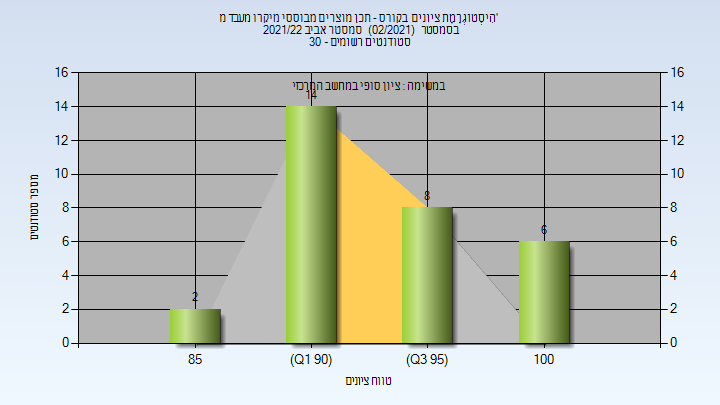 היסטוגרמת ציונים בקורס - תכן מוצרים מבוססי מיקרו מעבד מ'
בסמסטר (02/2021) סמסטר אביב 2021/22
סטודנטים רשומים - 30
במשימה : ציון סופי במחשב המרכזי
16 16
14 14 14
12 12
10 10
8 8 8
6 6 6
4 4
2 2 2
0 0
85 (Q1 90) (Q3 95) 100
טווח ציונים
מספר סטודנטים